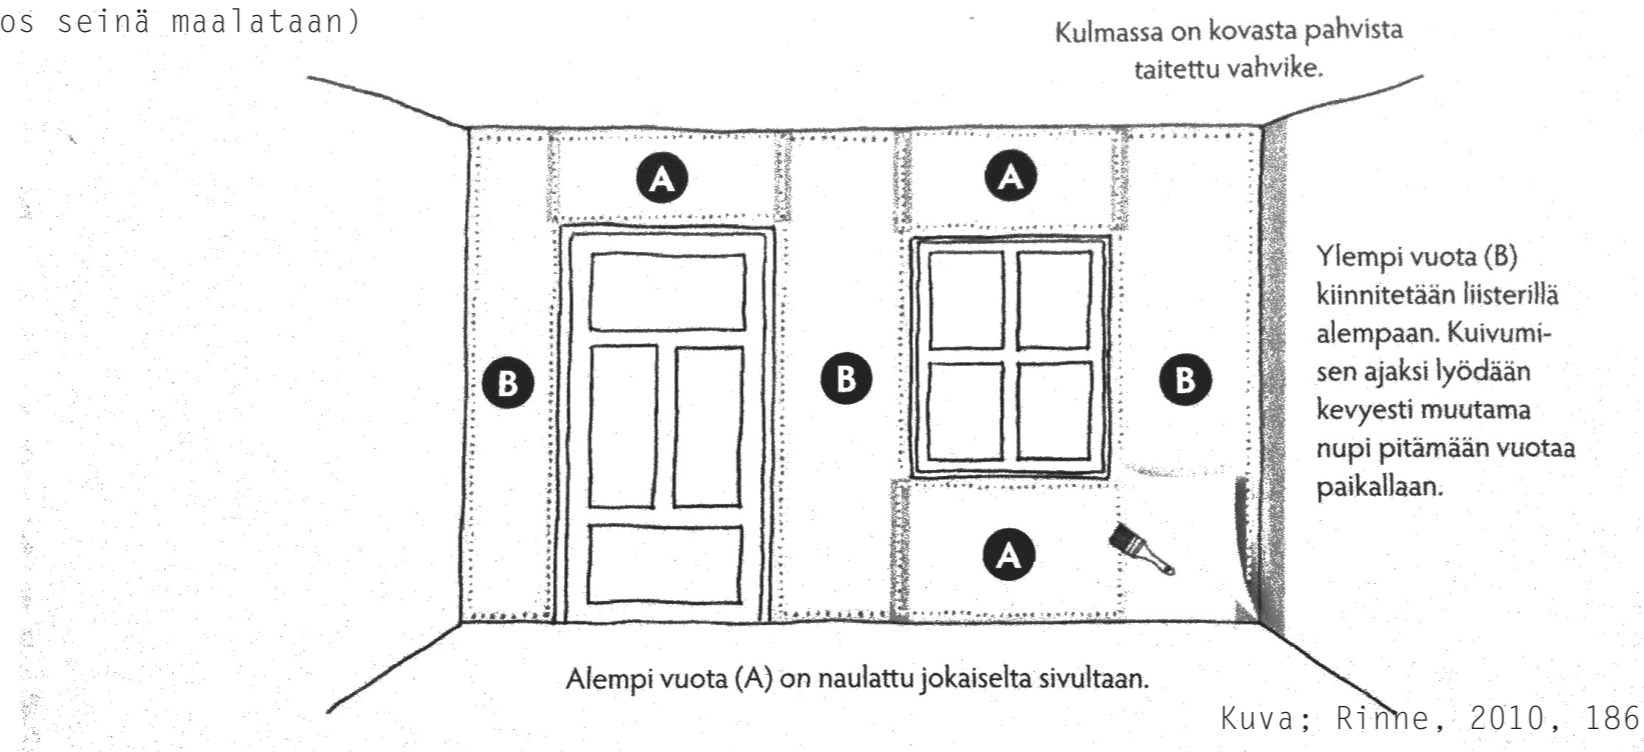 os seinä maalataan)
Kulmassa on kovasta pahvista
taitettu vahvike.
A
A
B
B
B
A
Ylempi vuota (B)
kiinnitetään liisterillä
alempaan. Kuivumi-
sen ajaksi lyödään
kevyesti muutama
nupi pitämään vuotaa
paikallaan.
Alempi vuota (A) on naulattu jokaiselta sivultaan.
Kuva; Rinne, 2010, 186